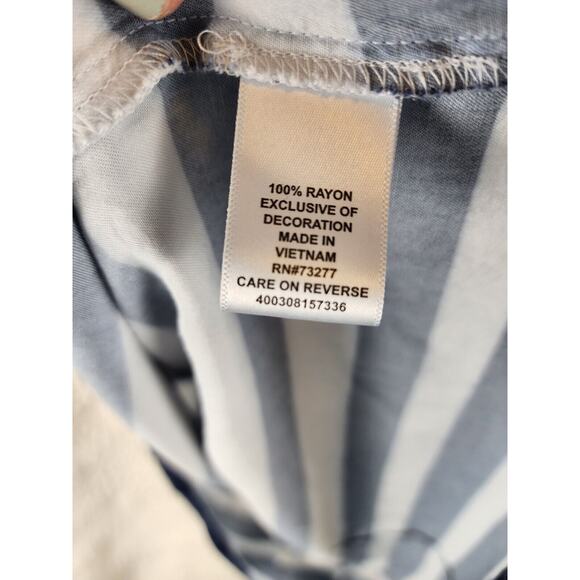 100% RAYON
EXCLUSIVE OF
DECORATION
MADE IN
VIETNAM
RN#73277
CARE ON REVERSE
400308157336